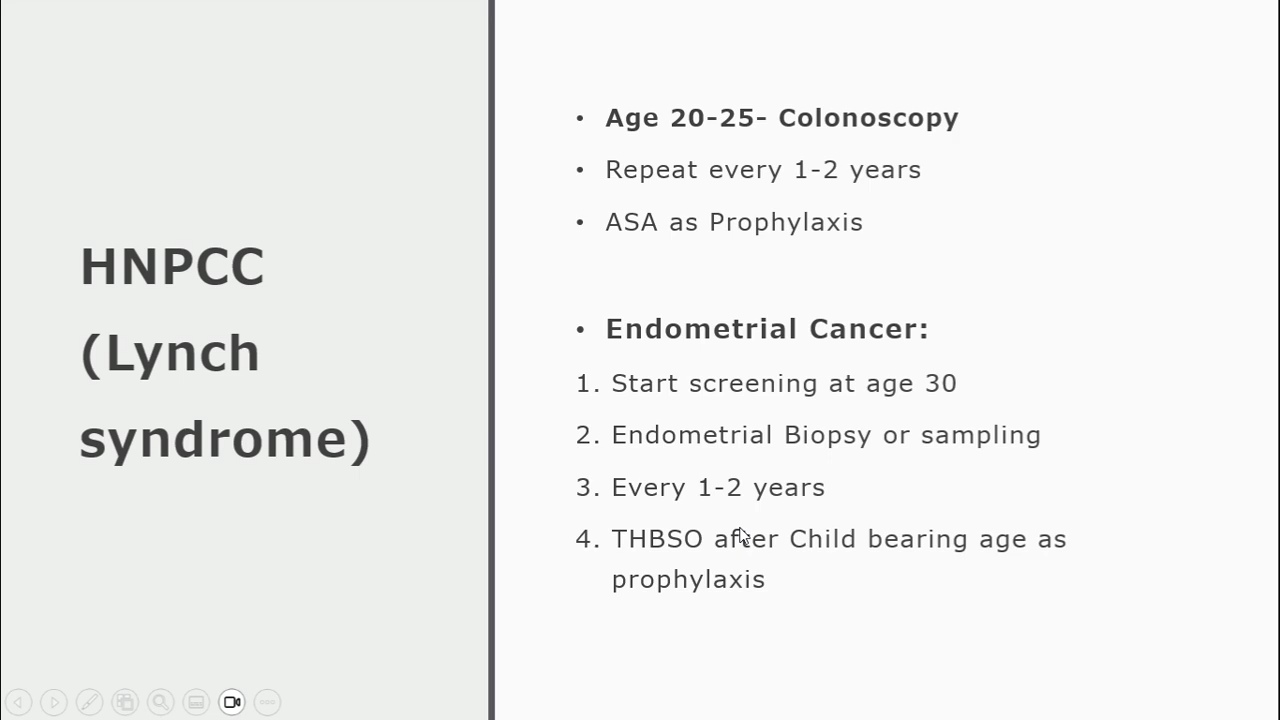 HNPCC
(Lynch
syndrome)
• Age 20-25- Colonoscopy
• Repeat every 1-2 years
• ASA as Prophylaxis
• Endometrial Cancer:
1. Start screening at age 30
2. Endometrial Biopsy or sampling
3. Every 1-2 years
4. THBSO after Child bearing age as
prophylaxis